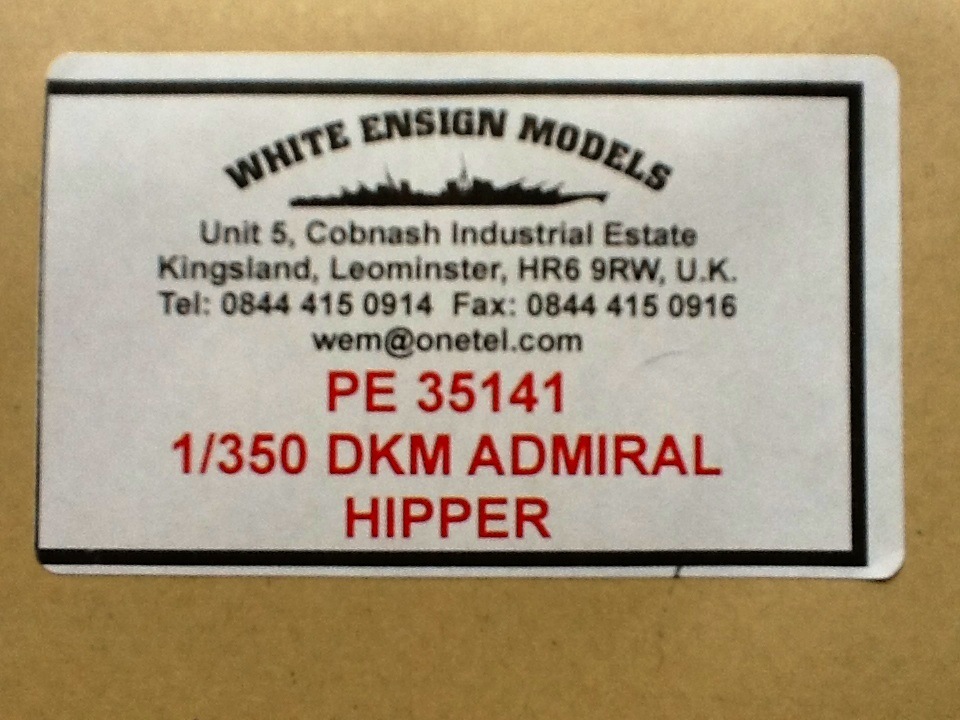 WHITE ENSIGN MODELS
Unit 5, Cobnash Industrial Estate
Kingsland, Leominster, HR6 9RW, U.K.
Tel: 0844 415 0914 Fax: 0844 415 0916
wem@onetel.com
PE 35141
1/350 DKM ADMIRAL
HIPPER